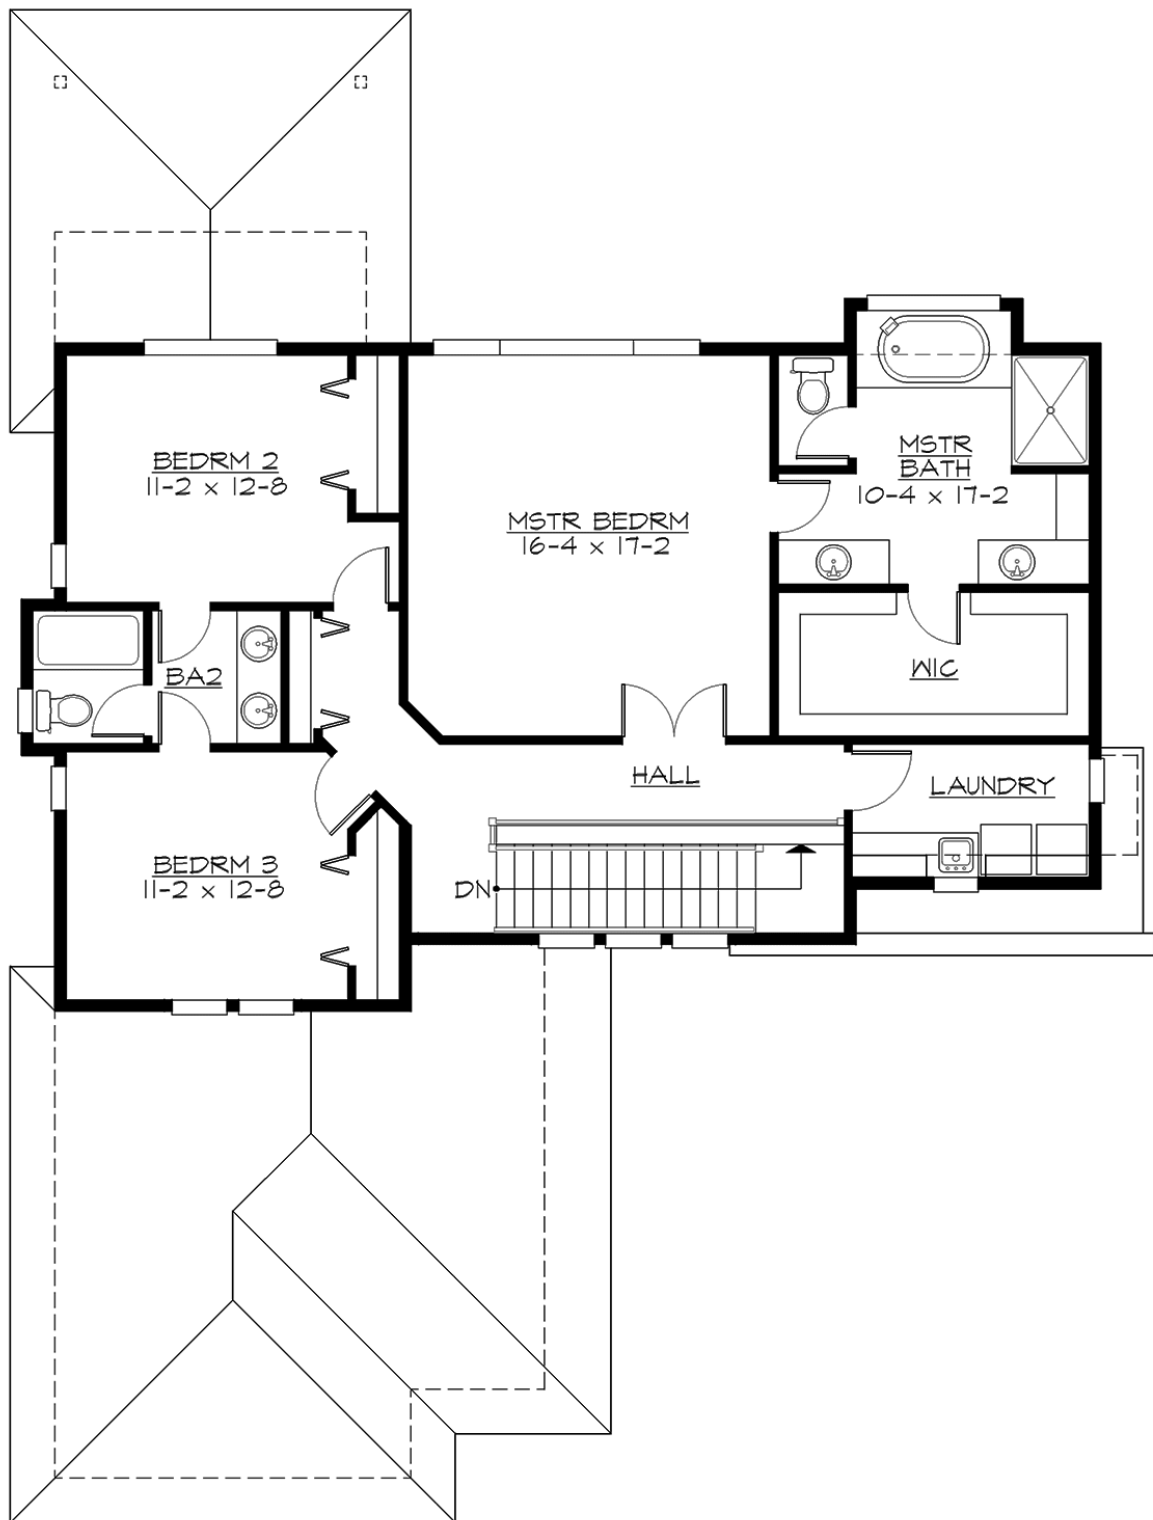 BEDRM 2
11-2 x 12-8
MSTR BEDRM
16-4 x 17-2
MSTR
BATH
10-4 x 17-2
BA2
WIC
HALL
LAUNDRY
BEDRM 3
11-2 x 12-8
DN